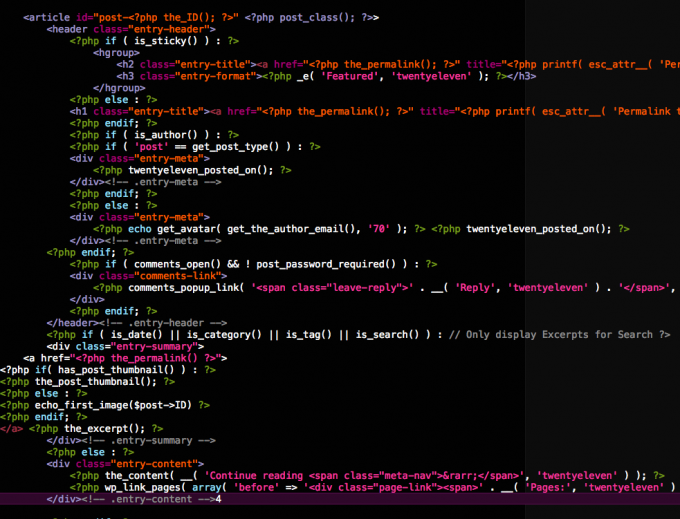 <article id="post-<?php the_ID(); ?>" <?php post_class(); ?>>
<header class="entry-header">
<?php if ( is_sticky() ) : ?>
<hgroup>
<h2 class="entry-title"><a href="<?php the_permalink(); ?>" title="<?php printf( esc_attr__( 'Per
<h3 class="entry-format"><?php _e( 'Featured', 'twentyeleven' ); ?></h3>
</hgroup>
<?php else : ?>
<h1 class="entry-title"><a href="<?php the_permalink(); ?>" title="<?php printf( esc_attr__( 'Permalink t
<?php endif; ?>
<?php if ( is_author() ) : ?>
<?php if ( 'post' == get_post_type() ) : ?>
<div class="entry-meta">
<?php twentyeleven_posted_on(); ?>
</div><!-- .entry-meta -->
<?php endif; ?>
<?php else : ?>
<div class="entry-meta">
<?php echo get_avatar( get_the_author_email(), '70' ); ?> <?php twentyeleven_posted_on(); ?>
</div><!-- .entry-meta -->
<?php endif; ?>
<?php if ( comments_open() && ! post_password_required() ) : ?>
<div class="comments-link">
<?php comments_popup_link( '<span class="leave-reply">' . __( 'Reply', 'twentyeleven' ) . '</span>',
</div>
<?php endif; ?>
</header><!-- .entry-header -->
<?php if ( is_date() || is_category() || is_tag() || is_search() ) : // Only display Excerpts for Search ?>
<div class="entry-summary">
<a href="<?php the_permalink() ?>">
<?php if( has_post_thumbnail() ) : ?>
<?php the_post_thumbnail(); ?>
<?php else : ?>
<?php echo_first_image($post->ID) ?>
<?php endif; ?>
</a> <?php the_excerpt(); ?>
</div><!-- .entry-summary -->
<?php else : ?>
<div class="entry-content">
<?php the_content( __( 'Continue reading <span class="meta-nav">&rarr;</span>', 'twentyeleven' ) ); ?>
<?php wp_link_pages( array( 'before' => '<div class="page-link"><span>' . __( 'Pages:', 'twentyeleven' )
</div><!-- .entry-content -->4